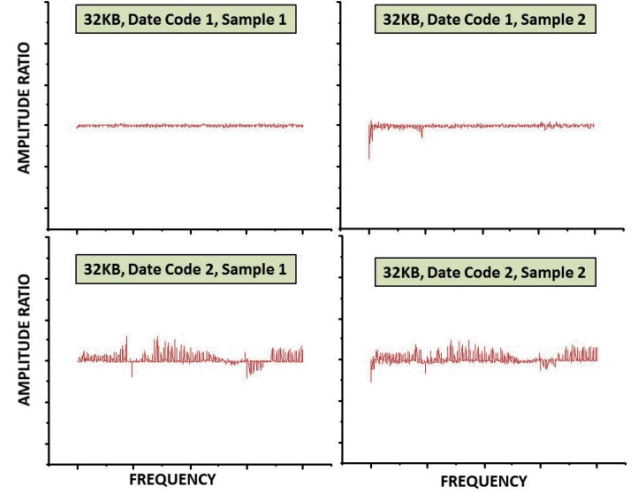 32KB, Date Code 1, Sample 1
32KB, Date Code 1, Sample 2
AMPLITUDE RATIO
32KB, Date Code 2, Sample 1
32KB, Date Code 2, Sample 2
AMPLITUDE RATIO
FREQUENCY
FREQUENCY